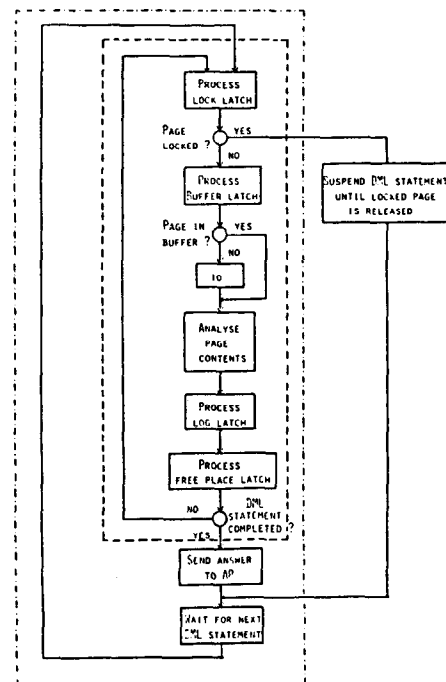 PROCESS
LOCK LATCH
PAGE
LOCKED ?
YES
NO
PROCESS
BUFFER LATCH
SUSPEND DML STATEMENT
UNTIL LOCKED PAGE
IS RELEASED
PAGE IN
BUFFER ?
YES
NO
IO
ANALYSE
PAGE
CONTENTS
PROCESS
LOG LATCH
PROCESS
FREE PLACE LATCH
NO
DML
STATEMENT
COMPLETED ?
YES
SEND ANSWER
TO AP
WAIT FOR NEXT
DML STATEMENT